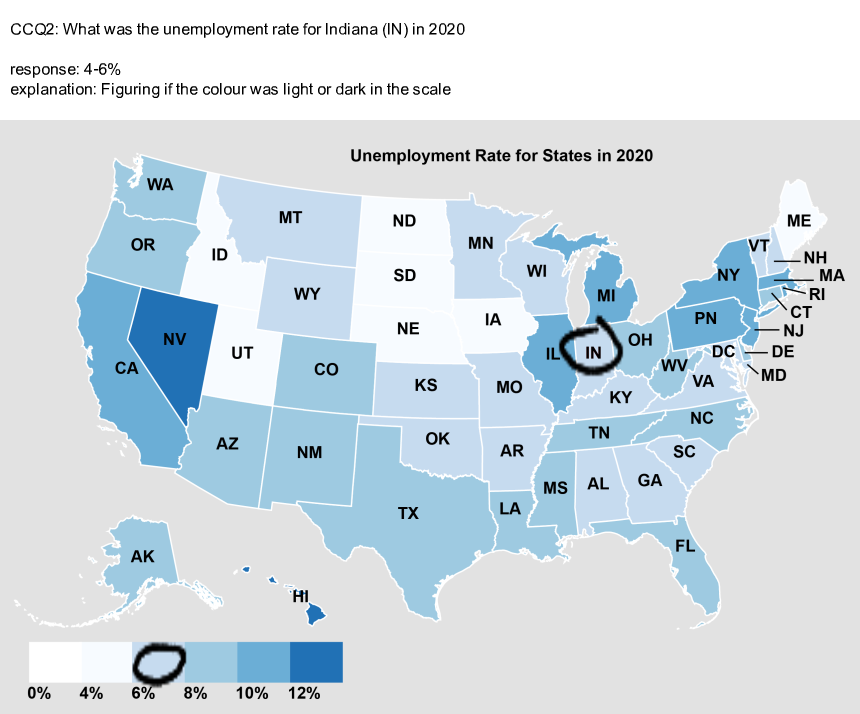 CCQ2: What was the unemployment rate for Indiana (IN) in 2020
response: 4-6%
explanation: Figuring if the colour was light or dark in the scale
Unemployment Rate for States in 2020
WA
MT
ND
ME
OR
ID
MN
VT
NH
SD
WI
NY
MA
WY
MI
RI
CT
NV
NE
IA
PN
NJ
UT
IL
IN
OH
DC
DE
CA
CO
WV
MD
KS
MO
VA
KY
AZ
NM
OK
TN
NC
AR
SC
MS
AL
GA
TX
LA
FL
AK
HI
0% 4% 6% 8% 10% 12%